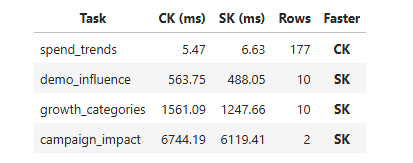 Task CK (ms) SK (ms) Rows Faster
spend_trends 5.47 6.63 177 CK
demo_influence 563.75 488.05 10 SK
growth_categories 1561.09 1247.66 10 SK
campaign_impact 6744.19 6119.41 2 SK